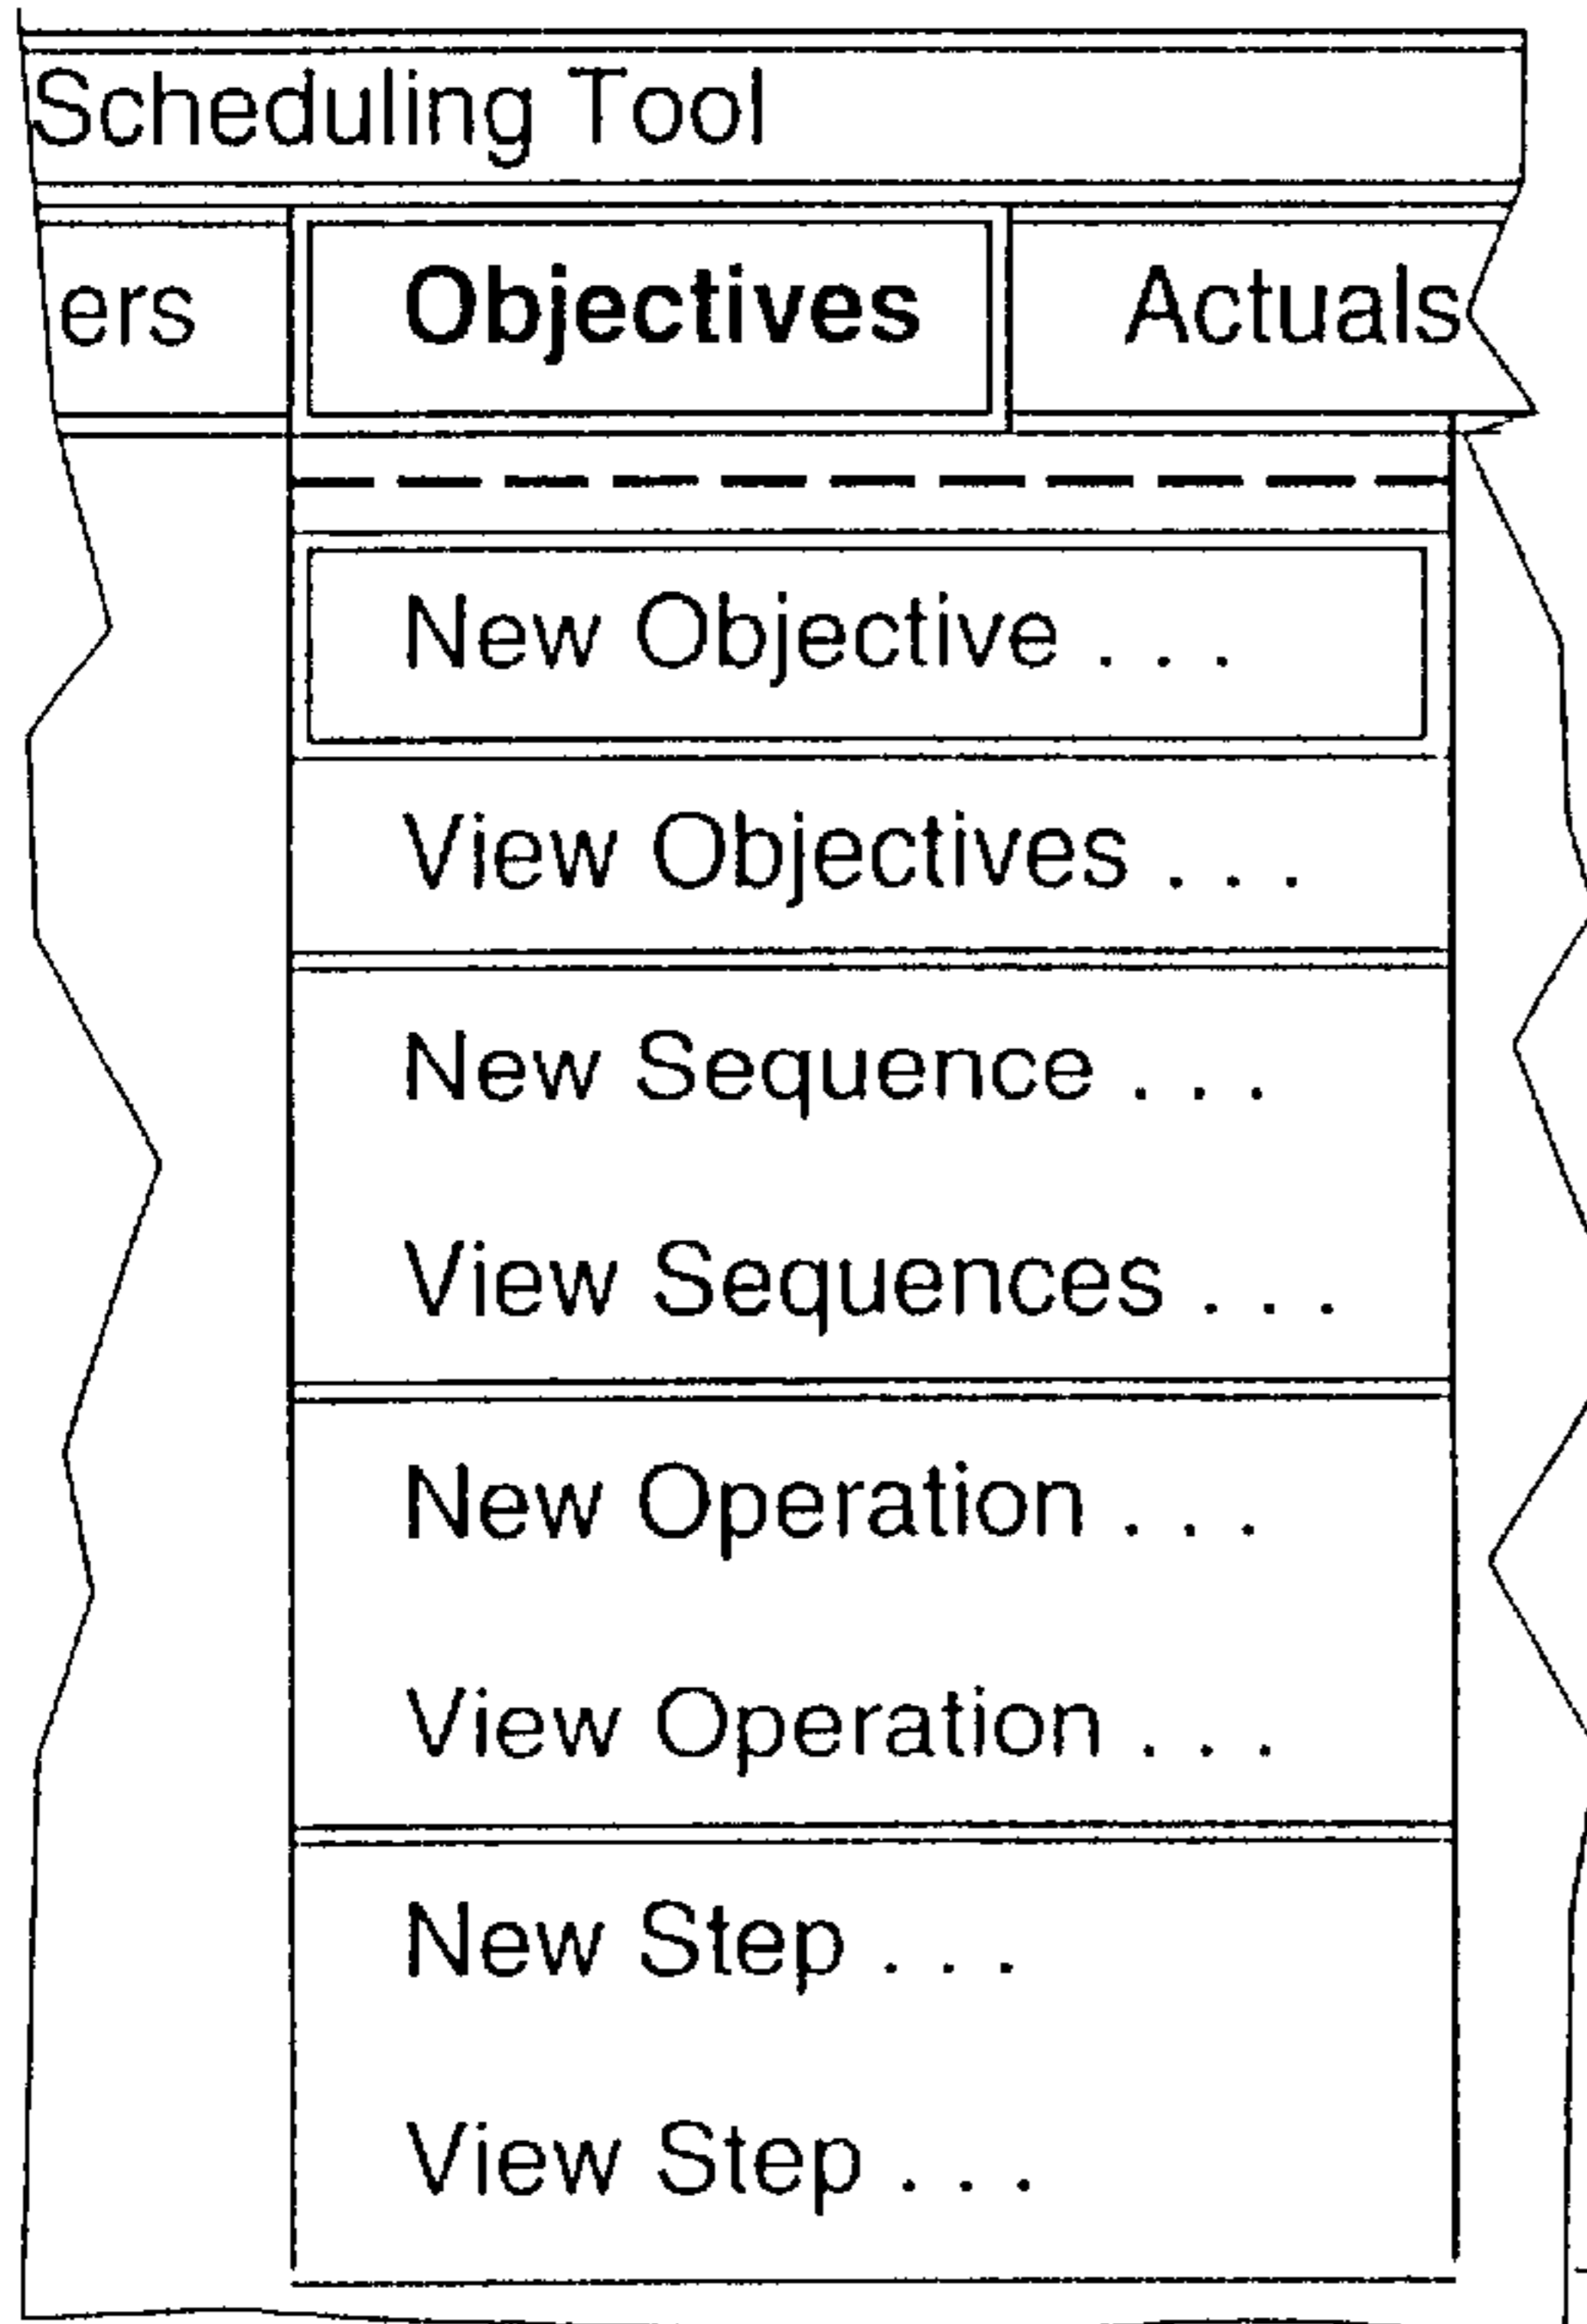 Scheduling Tool
ers Objectives Actuals
New Objective . . .
View Objectives . . .
New Sequence . . .
View Sequences . . .
New Operation . . .
View Operation . . .
New Step . . .
View Step . . .